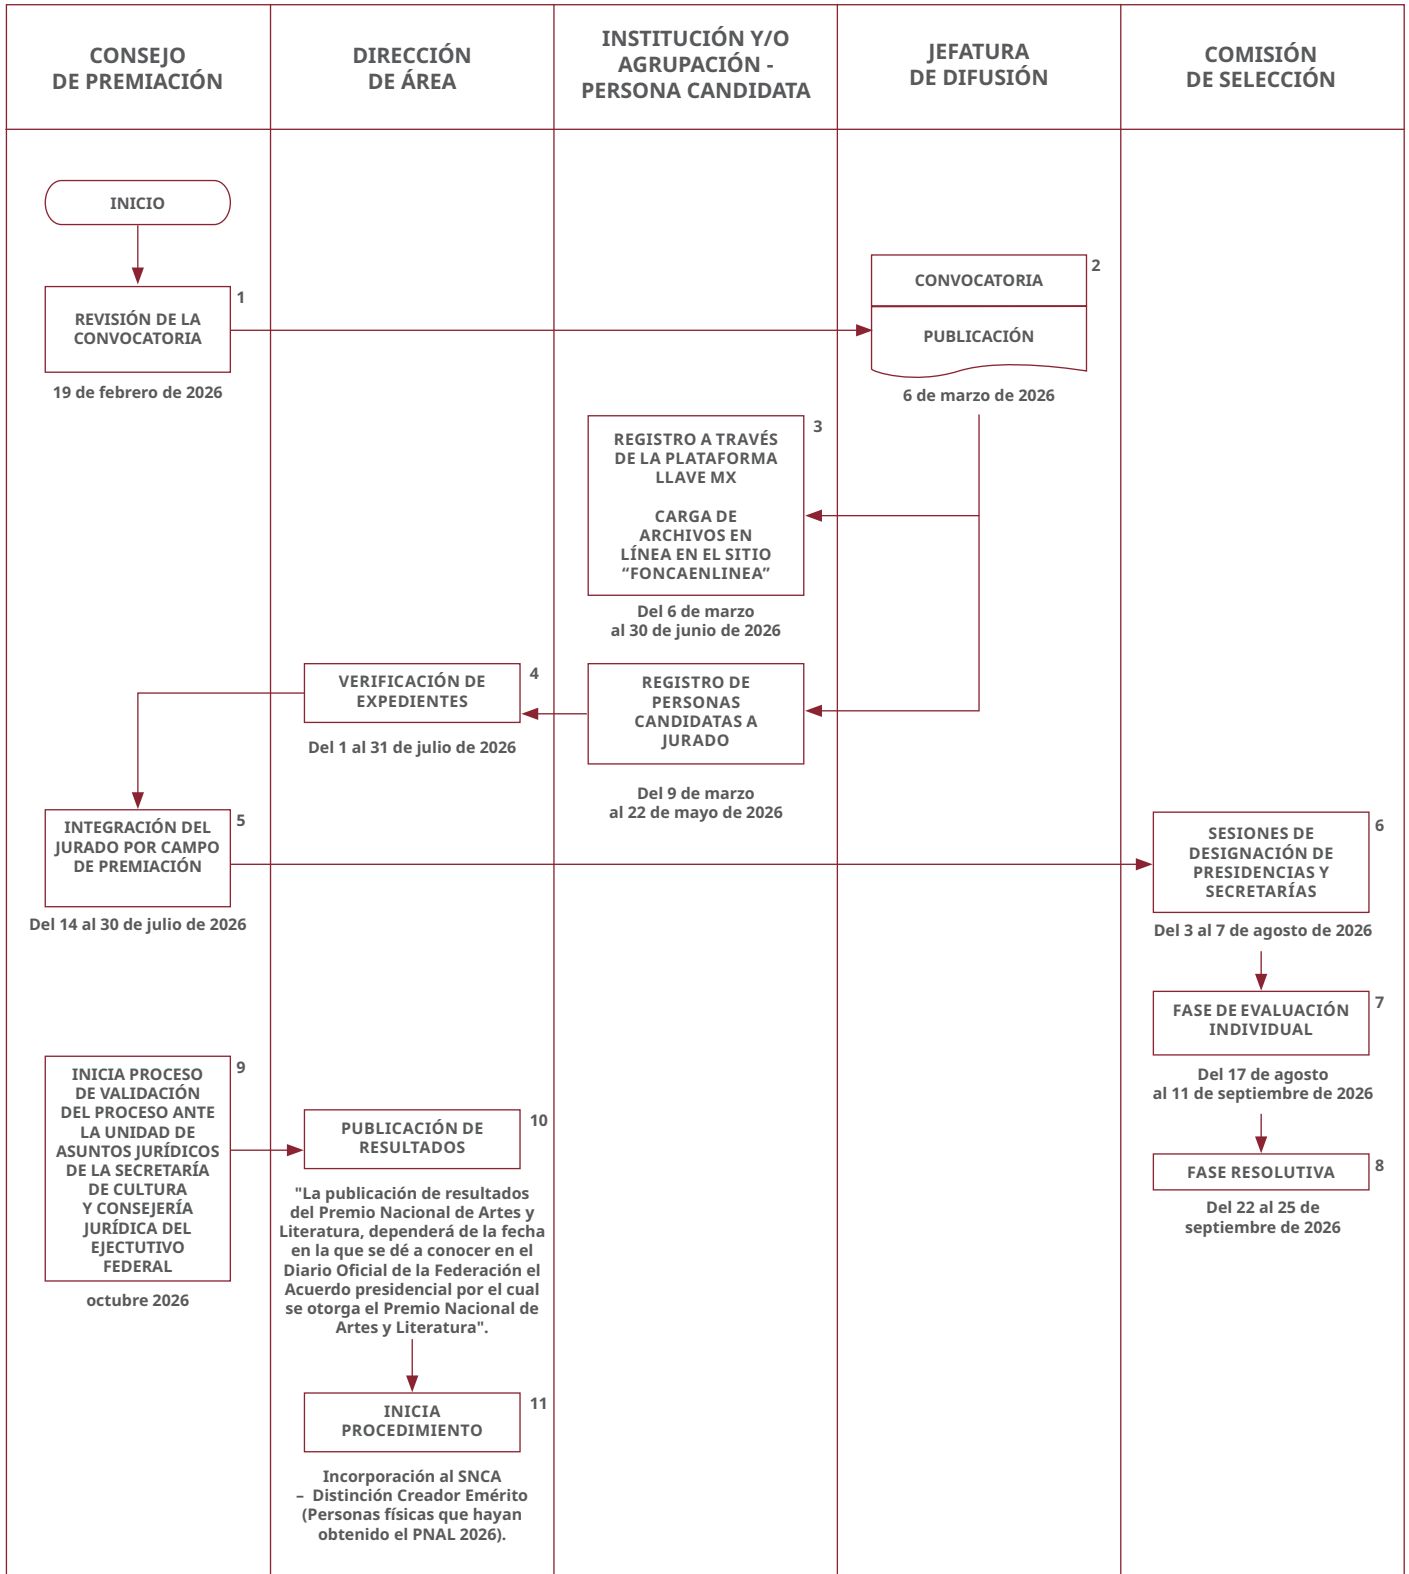 CONSEJO
DE PREMIACIÓN
DIRECCIÓN
DE ÁREA
INSTITUCIÓN Y/O
AGRUPACIÓN -
PERSONA CANDIDATA
JEFATURA
DE DIFUSIÓN
COMISIÓN
DE SELECCIÓN
INICIO
1
REVISIÓN DE LA
CONVOCATORIA
19 de febrero de 2026
2
CONVOCATORIA
PUBLICACIÓN
6 de marzo de 2026
3
REGISTRO A TRAVÉS
DE LA PLATAFORMA
LLAVE MX
CARGA DE
ARCHIVOS EN
LÍNEA EN EL SITIO
“FONCAENLINEA”
Del 6 de marzo
al 30 de junio de 2026
REGISTRO DE
PERSONAS
CANDIDATAS A
JURADO
Del 9 de marzo
al 22 de mayo de 2026
4
VERIFICACIÓN DE
EXPEDIENTES
Del 1 al 31 de julio de 2026
5
INTEGRACIÓN DEL
JURADO POR CAMPO
DE PREMIACIÓN
Del 14 al 30 de julio de 2026
6
SESIONES DE
DESIGNACIÓN DE
PRESIDENCIAS Y
SECRETARÍAS
Del 3 al 7 de agosto de 2026
7
FASE DE EVALUACIÓN
INDIVIDUAL
Del 17 de agosto
al 11 de septiembre de 2026
8
FASE RESOLUTIVA
Del 22 al 25 de
septiembre de 2026
9
INICIA PROCESO
DE VALIDACIÓN
DEL PROCESO ANTE
LA UNIDAD DE
ASUNTOS JURÍDICOS
DE LA SECRETARÍA
DE CULTURA
Y CONSEJERÍA
JURÍDICA DEL
EJECTUTIVO
FEDERAL
octubre 2026
10
PUBLICACIÓN DE
RESULTADOS
"La publicación de resultados
del Premio Nacional de Artes y
Literatura, dependerá de la fecha
en la que se dé a conocer en el
Diario Oficial de la Federación el
Acuerdo presidencial por el cual
se otorga el Premio Nacional de
Artes y Literatura".
11
INICIA
PROCEDIMIENTO
Incorporación al SNCA
– Distinción Creador Emérito
(Personas físicas que hayan
obtenido el PNAL 2026).